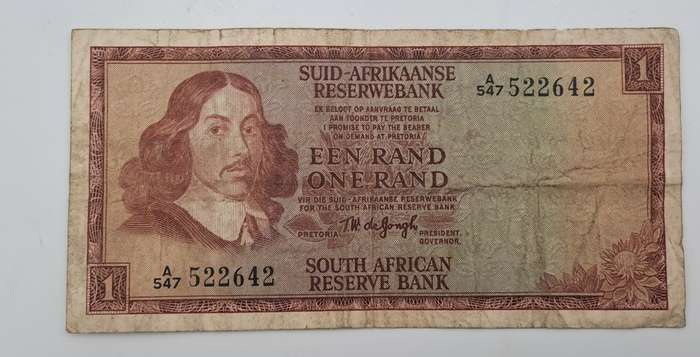 1
SUID-AFRIKAANSE
RESERWEBANK
A/547 522642
EK BELOOF OP AANVRAAG TE BETAAL
AAN TOONDER TE PRETORIA
I PROMISE TO PAY THE BEARER
ON DEMAND AT PRETORIA
EEN RAND
ONE RAND
VIR DIE SUID-AFRIKAANSE RESERWEBANK
FOR THE SOUTH AFRICAN RESERVE BANK
PRETORIA T.W. de Jongh PRESIDENT.
GOVERNOR.
A/547 522642
SOUTH AFRICAN
RESERVE BANK
1